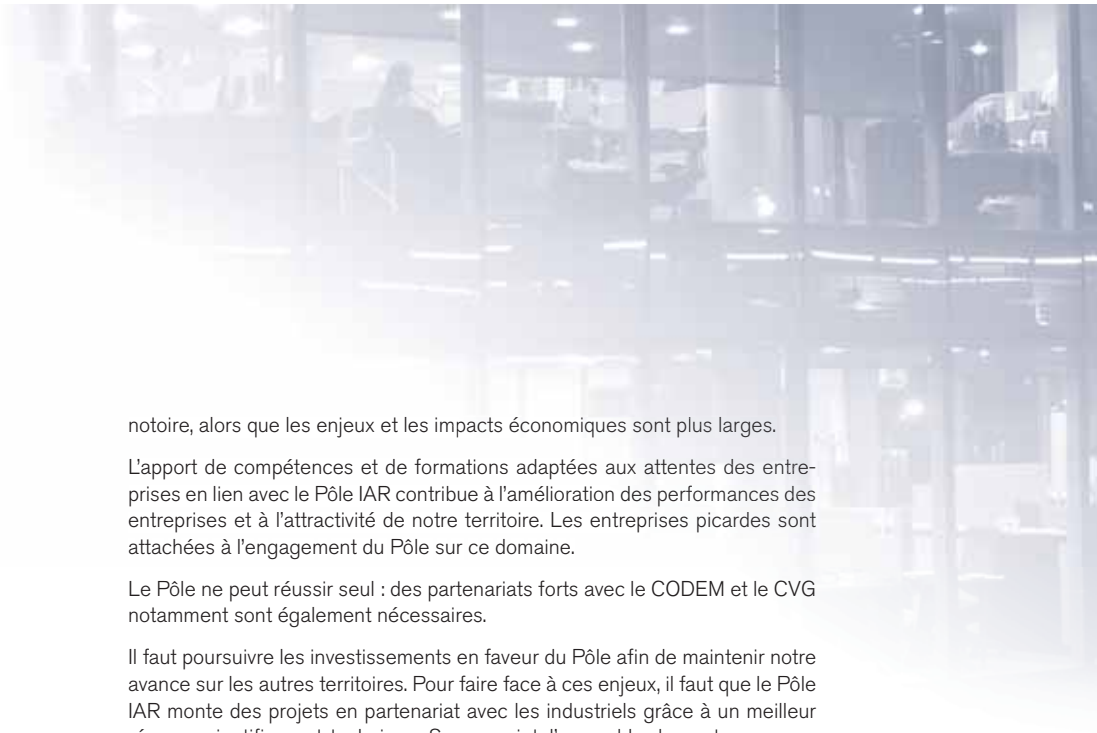 notoire, alors que les enjeux et les impacts économiques sont plus larges.
L'apport de compétences et de formations adaptées aux attentes des entre-
prises en lien avec le Pôle IAR contribue à l'amélioration des performances des
entreprises et à l'attractivité de notre territoire. Les entreprises picardes sont
attachées à l'engagement du Pôle sur ce domaine.
Le Pôle ne peut réussir seul : des partenariats forts avec le CODEM et le CVG
notamment sont également nécessaires.
Il faut poursuivre les investissements en faveur du Pôle afin de maintenir notre
avance sur les autres territoires. Pour faire face à ces enjeux, il faut que le Pôle
IAR monte des projets en partenariat avec les industriels grâce à un meilleur